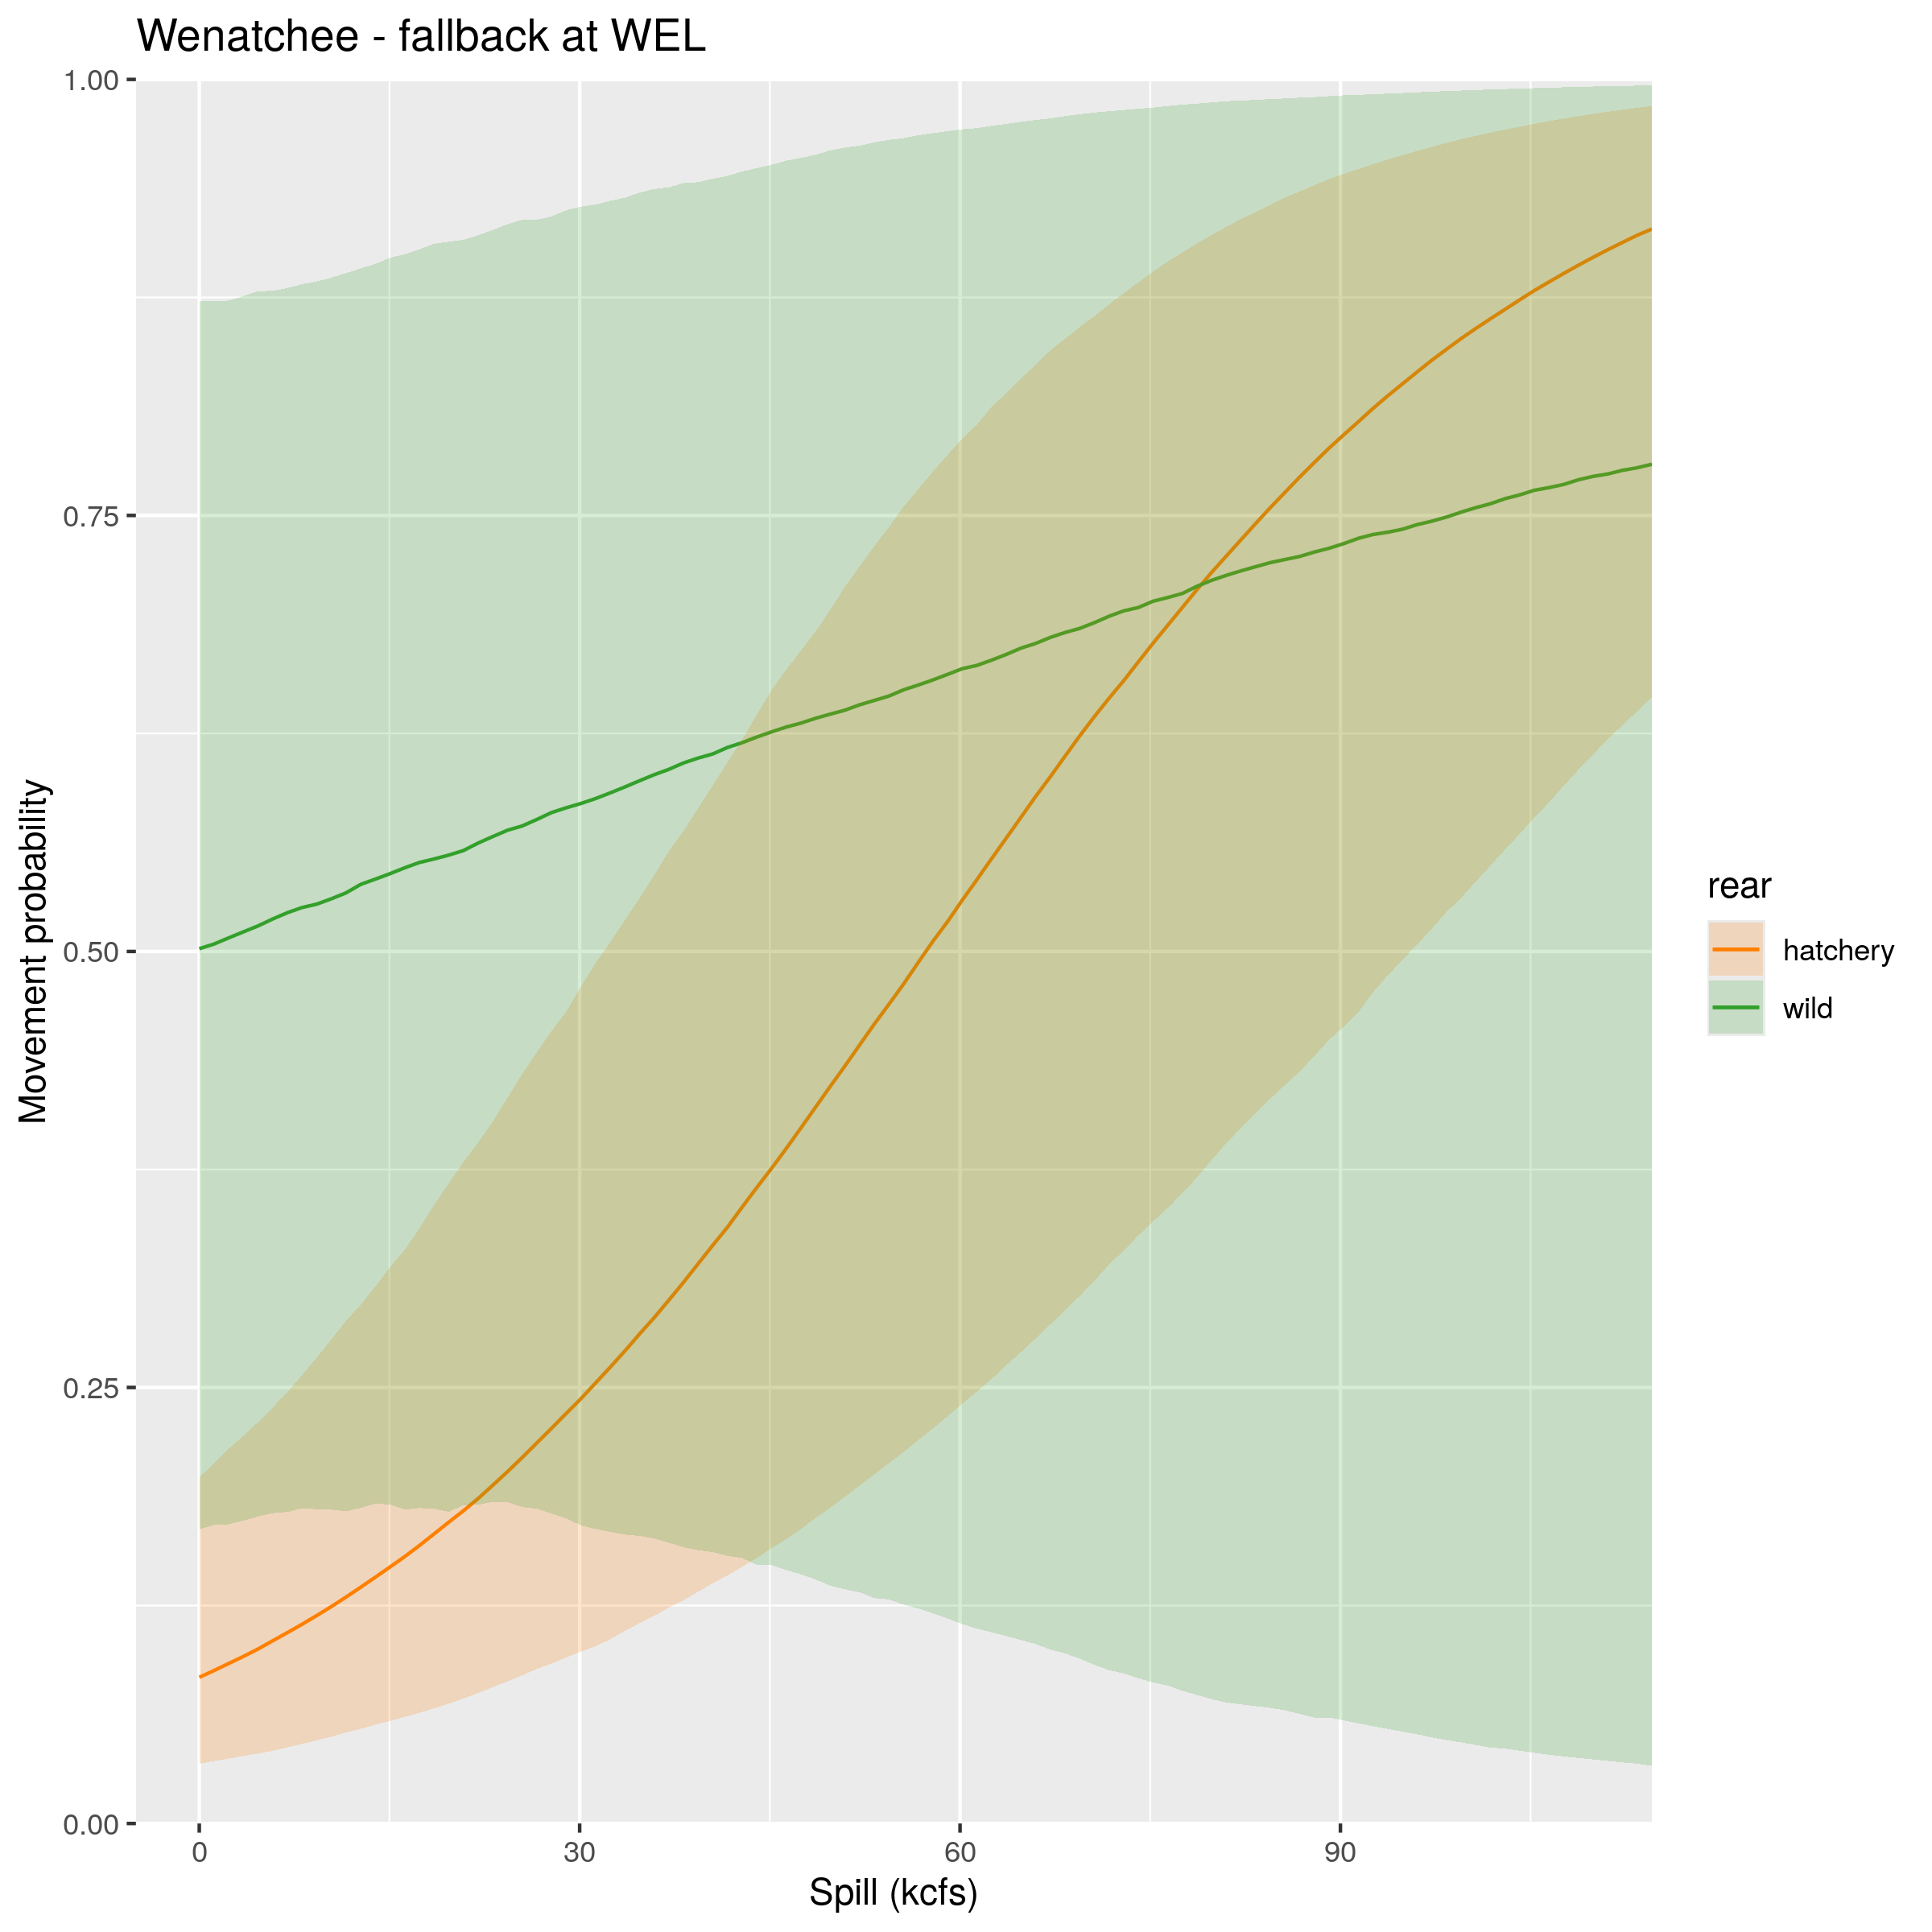 Wenatchee - fallback at WEL
1.00
0.75
0.50
0.25
0.00
Movement probability
0
30
60
90
Spill (kcfs)
rear
hatchery
wild